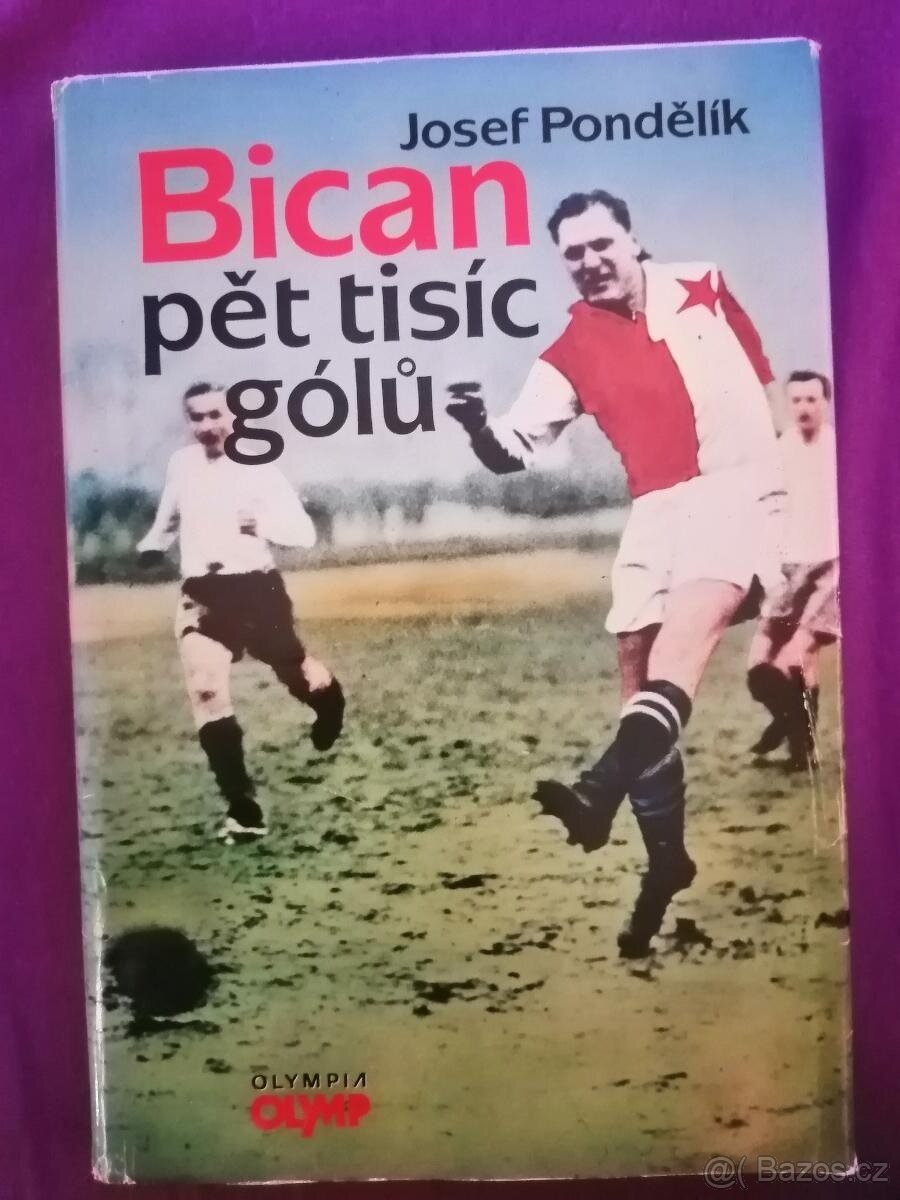 Josef Pondělík
Bican
pět tisíc
gólů
OLYMPIA
OLYMP
@( Bazos.cz